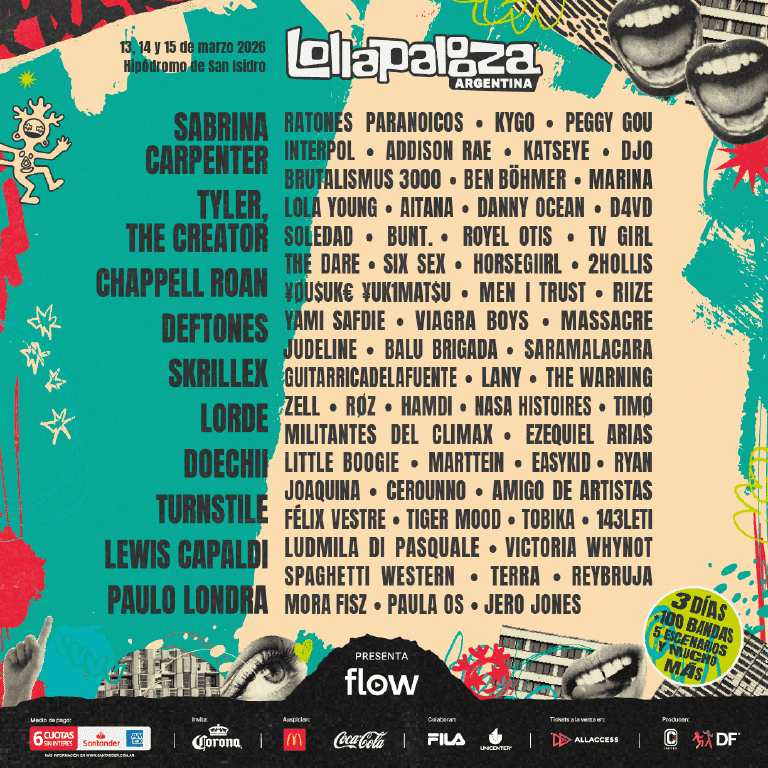 13, 14 y 15 de marzo 2026
Hipódromo de San Isidro
Lollapalooza
ARGENTINA
SABRINA
CARPENTER
TYLER,
THE CREATOR
CHAPPELL ROAN
DEFTONES
SKRILLEX
LORDE
DOECHII
TURNSTILE
LEWIS CAPALDI
PAULO LONDRA
RATONES PARANOICOS • KYGO • PEGGY GOU
INTERPOL • ADDISON RAE • KATSEYE • DJO
BRUTALISMUS 3000 • BEN BÖHMER • MARINA
LOLA YOUNG • AITANA • DANNY OCEAN • D4VD
SOLEDAD • BUNT. • ROYEL OTIS • TV GIRL
THE DARE • SIX SEX • HORSEGIIRL • 2HOLLIS
¥ØU$UK€ ¥UK1MAT$U • MEN I TRUST • RIIZE
YAMI SAFDIE • VIAGRA BOYS • MASSACRE
JUDELINE • BALU BRIGADA • SARAMALACARA
GUITARRICADELAFUENTE • LANY • THE WARNING
ZELL • RØZ • HAMDI • NASA HISTOIRES • TIMØ
MILITANTES DEL CLIMAX • EZEQUIEL ARIAS
LITTLE BOOGIE • MARTTEIN • EASYKID • RYAN
JOAQUINA • CEROUNNO • AMIGO DE ARTISTAS
FÉLIX VESTRE • TIGER MOOD • TOBIKA • 143LETI
LUDMILA DI PASQUALE • VICTORIA WHYNOT
SPAGHETTI WESTERN • TERRA • REYBRUJA
MORA FISZ • PAULA OS • JERO JONES
3 DÍAS
+100 BANDAS
5 ESCENARIOS
Y MUCHO
MÁS
PRESENTA
flow
Medio de pago:
6 CUOTAS
SIN INTERÉS
Santander
MÁS INFORMACIÓN EN WWW.SANTANDER.COM.AR
Invita:
Corona
Auspician:
Coca-Cola
Colaboran:
FILA
UNICENTER
Tickets a la venta en:
ALLACCESS
Producen:
DF